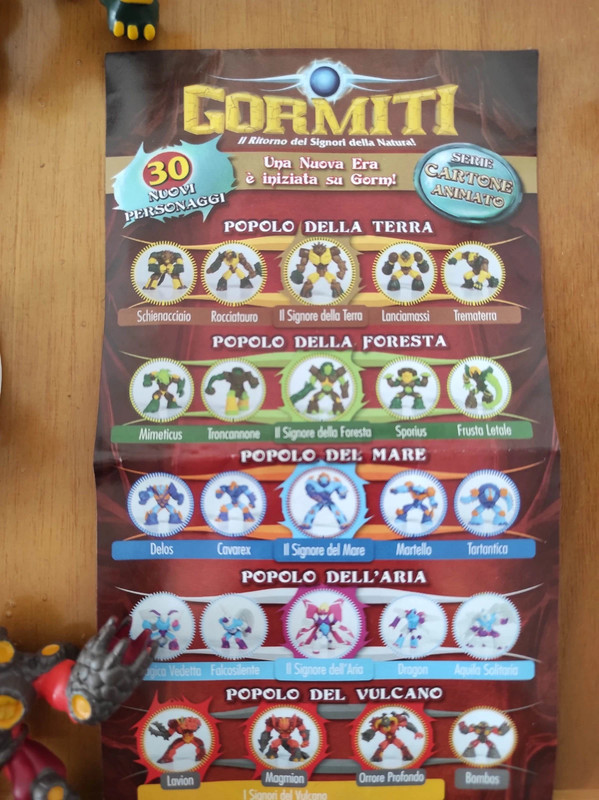 GORMITI
Il Ritorno dei Signori della Natura!
30
NUOVI
PERSONAGGI
Una Nuova Era
è iniziata su Gorm!
SERIE
CARTONE
ANIMATO
POPOLO DELLA TERRA
Schienacciaio Rocciatauro Il Signore della Terra Lanciamassi Trematerra
POPOLO DELLA FORESTA
Mimeticus Troncannone Il Signore della Foresta Sporius Frusta Letale
POPOLO DEL MARE
Delos Cavarex Il Signore del Mare Martello Tartantica
POPOLO DELL'ARIA
Vedetta Falcosilente Il Signore dell'Aria Dragon Aquila Solitaria
POPOLO DEL VULCANO
Lavion Magmion Orrore Profondo Bombos
I Signori del Vulcano